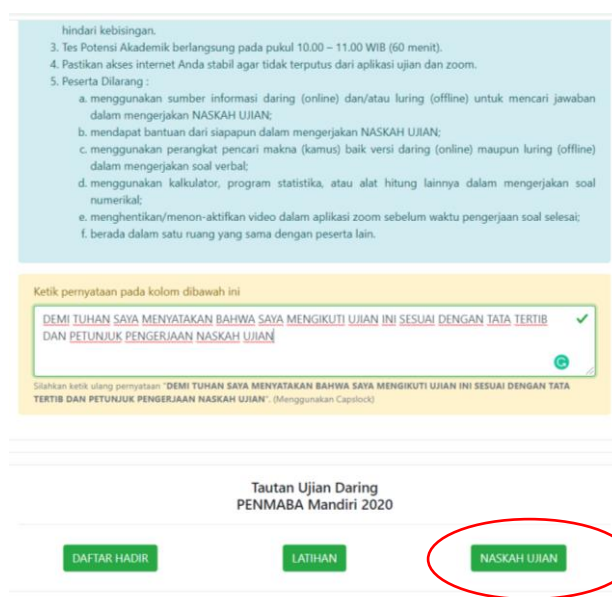 hindari kebisingan.
3. Tes Potensi Akademik berlangsung pada pukul 10.00 – 11.00 WIB (60 menit).
4. Pastikan akses internet Anda stabil agar tidak terputus dari aplikasi ujian dan zoom.
5. Peserta Dilarang :
a. menggunakan sumber informasi daring (online) dan/atau luring (offline) untuk mencari jawaban
dalam mengerjakan NASKAH UJIAN;
b. mendapat bantuan dari siapapun dalam mengerjakan NASKAH UJIAN;
c. menggunakan perangkat pencari makna (kamus) baik versi daring (online) maupun luring (offline)
dalam mengerjakan soal verbal;
d. menggunakan kalkulator, program statistika, atau alat hitung lainnya dalam mengerjakan soal
numerikal;
e. menghentikan/menon-aktifkan video dalam aplikasi zoom sebelum waktu pengerjaan soal selesai;
f. berada dalam satu ruang yang sama dengan peserta lain.
Ketik pernyataan pada kolom dibawah ini
DEMI TUHAN SAYA MENYATAKAN BAHWA SAYA MENGIKUTI UJIAN INI SESUAI DENGAN TATA TERTIB
DAN PETUNJUK PENGERJAAN NASKAH UJIAN
Silahkan ketik ulang pernyataan "DEMI TUHAN SAYA MENYATAKAN BAHWA SAYA MENGIKUTI UJIAN INI SESUAI DENGAN TATA
TERTIB DAN PETUNJUK PENGERJAAN NASKAH UJIAN". (Menggunakan Capslock)
Tautan Ujian Daring
PENMABA Mandiri 2020
DAFTAR HADIR
LATIHAN
NASKAH UJIAN